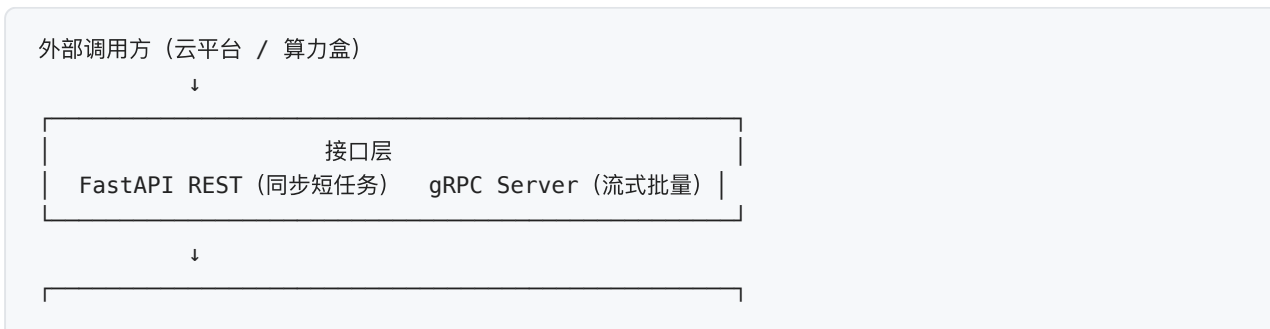 外部调用方（云平台 / 算力盒）
↓
接口层
FastAPI REST（同步短任务） gRPC Server（流式批量）
↓